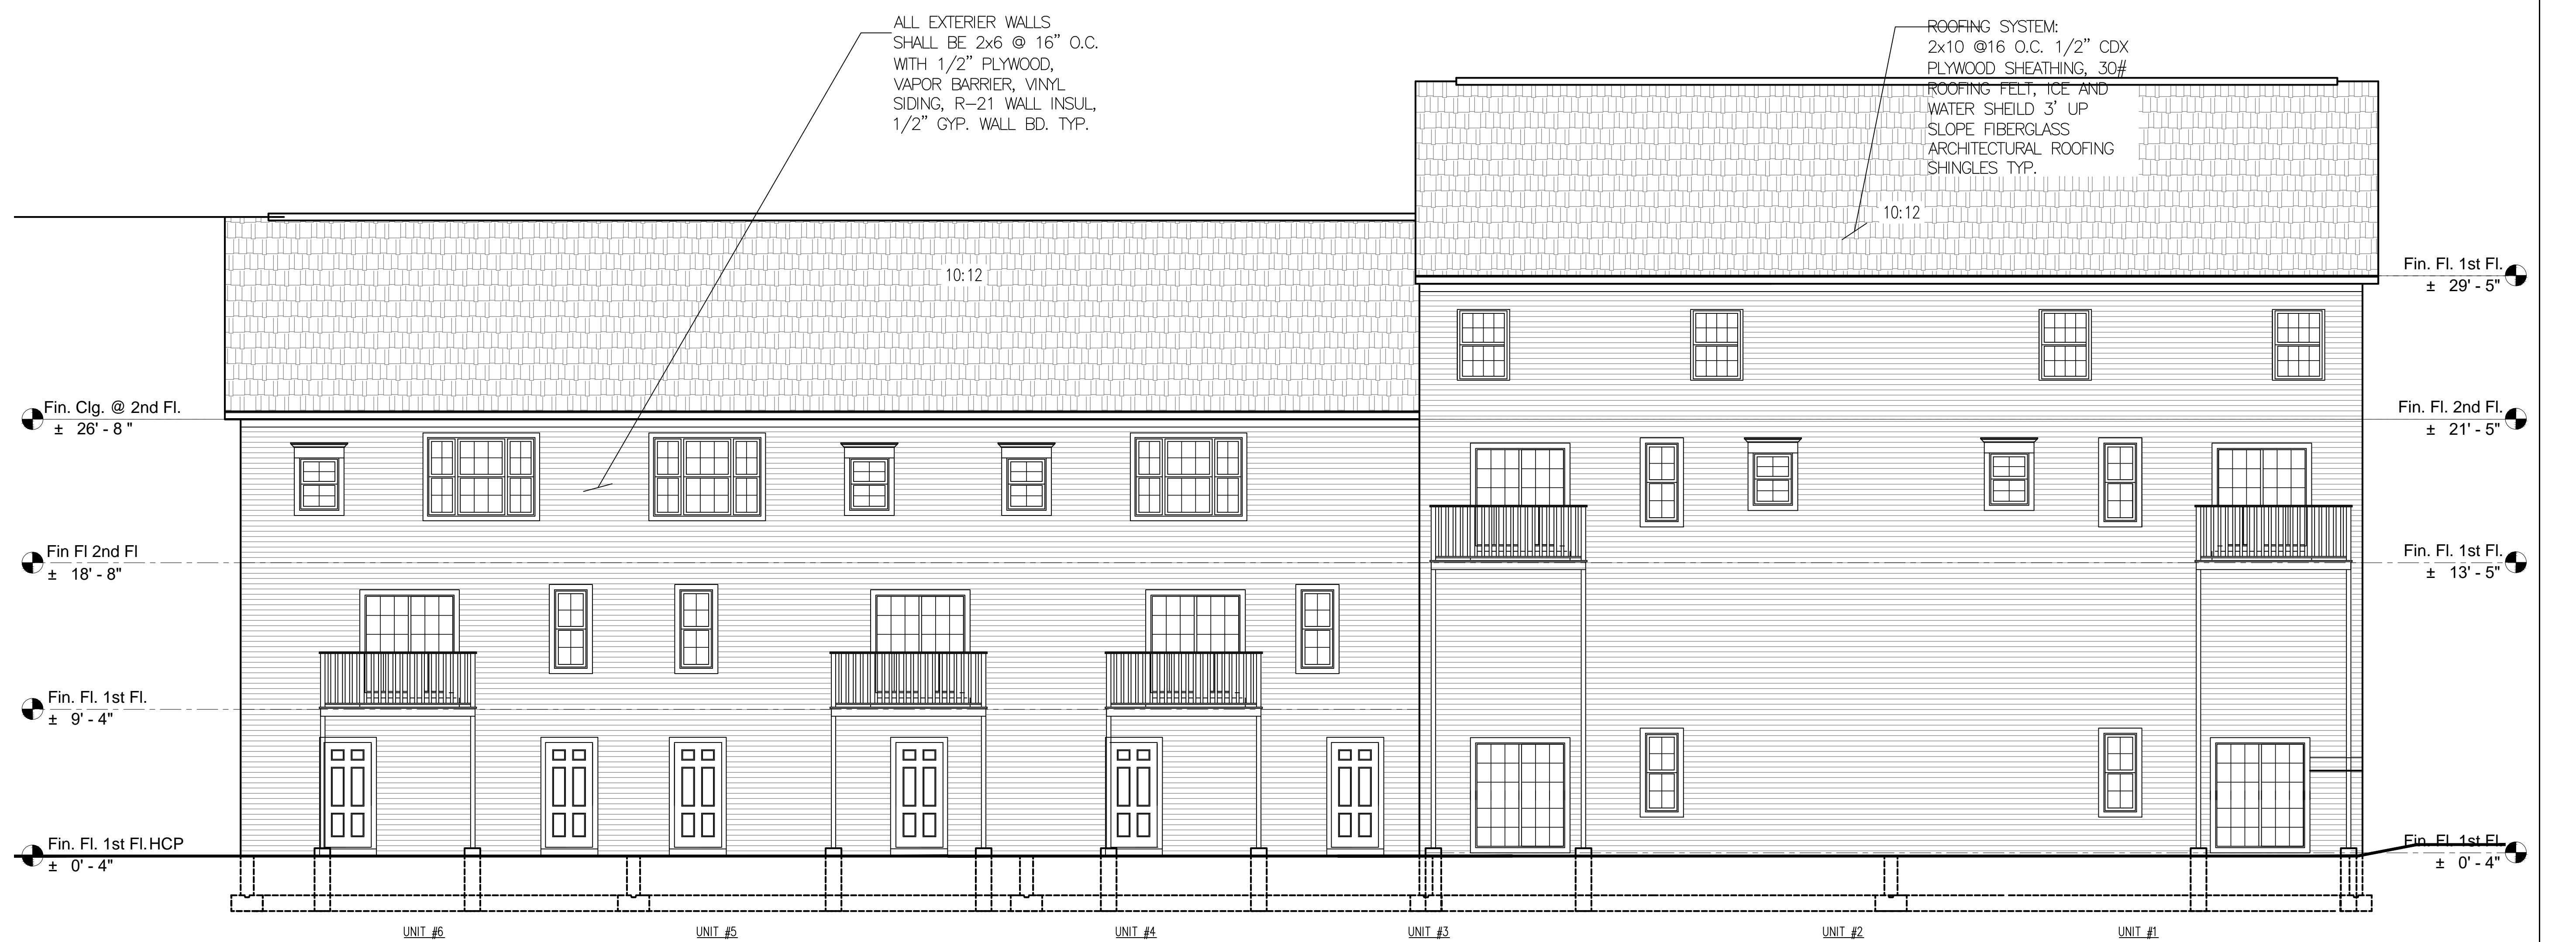 ALL EXTERIER WALLS
SHALL BE 2x6 @ 16" O.C.
WITH 1/2" PLYWOOD,
VAPOR BARRIER, VINYL
SIDING, R-21 WALL INSUL,
1/2" GYP. WALL BD. TYP.
ROOFING SYSTEM:
2x10 @16 O.C. 1/2" CDX
PLYWOOD SHEATHING, 30#
ROOFING FELT, ICE AND
WATER SHEILD 3' UP
SLOPE FIBERGLASS
ARCHITECTURAL ROOFING
SHINGLES TYP.
10:12
10:12
Fin. Clg. @ 2nd Fl.
± 26' - 8 "
Fin Fl 2nd Fl
± 18' - 8"
Fin. Fl. 1st Fl.
± 9' - 4"
Fin. Fl. 1st Fl.HCP
± 0' - 4"
Fin. Fl. 1st Fl.
± 29' - 5"
Fin. Fl. 2nd Fl.
± 21' - 5"
Fin. Fl. 1st Fl.
± 13' - 5"
Fin. Fl. 1st Fl.
± 0' - 4"
UNIT #6
UNIT #5
UNIT #4
UNIT #3
UNIT #2
UNIT #1